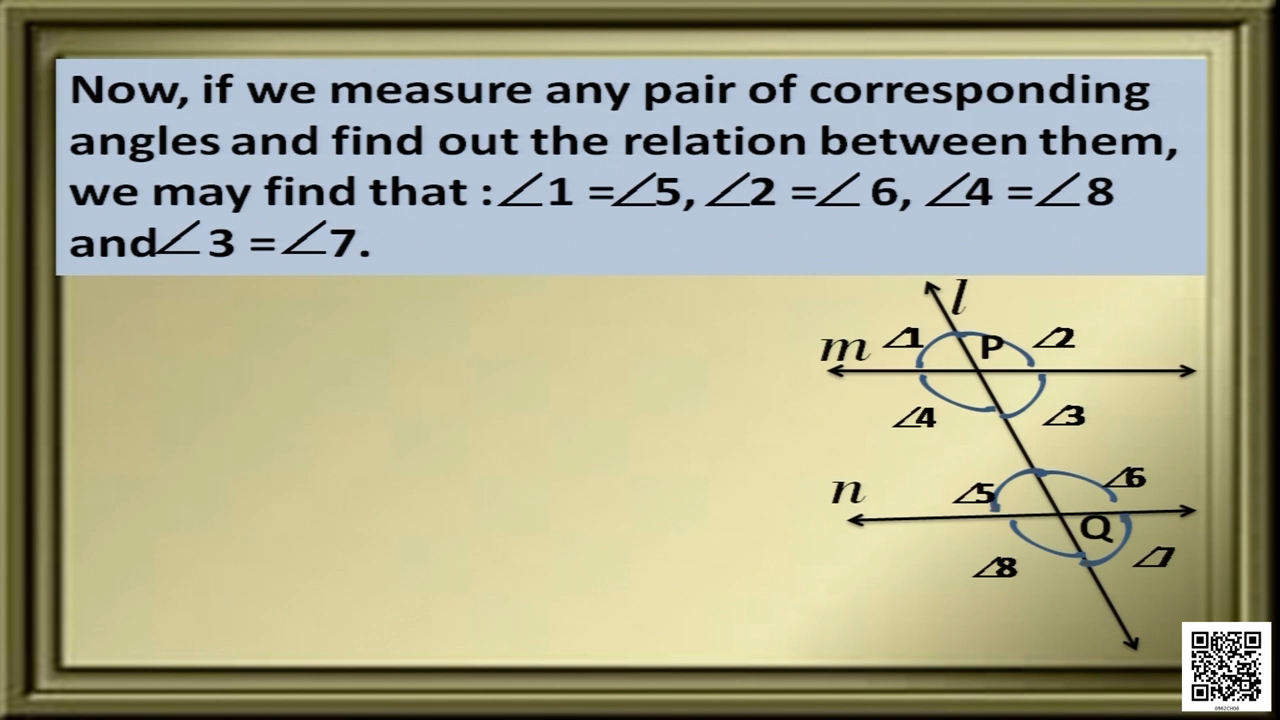 Now, if we measure any pair of corresponding
angles and find out the relation between them,
we may find that :∠1 =∠5, ∠2 =∠ 6, ∠4 =∠8
and∠ 3 =∠7.
l
m ∠1 P ∠2
∠4 ∠3
n ∠5 ∠6
Q
∠8 ∠7
0962CH06